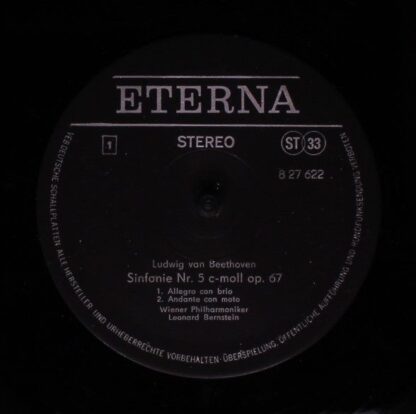 ETERNA
1
STEREO
ST 33
8 27 622
Ludwig van Beethoven
Sinfonie Nr. 5 c-moll op. 67
1. Allegro con brio
2. Andante con moto
Wiener Philharmoniker
Leonard Bernstein
VEB DEUTSCHE SCHALLPLATTEN ALLE HERSTELLER UND URHEBERRECHTE VORBEHALTEN · ÜBERSPIELUNG, ÖFFENTLICHE AUFFÜHRUNG UND RUNDFUNKSENDUNG VERBOTEN